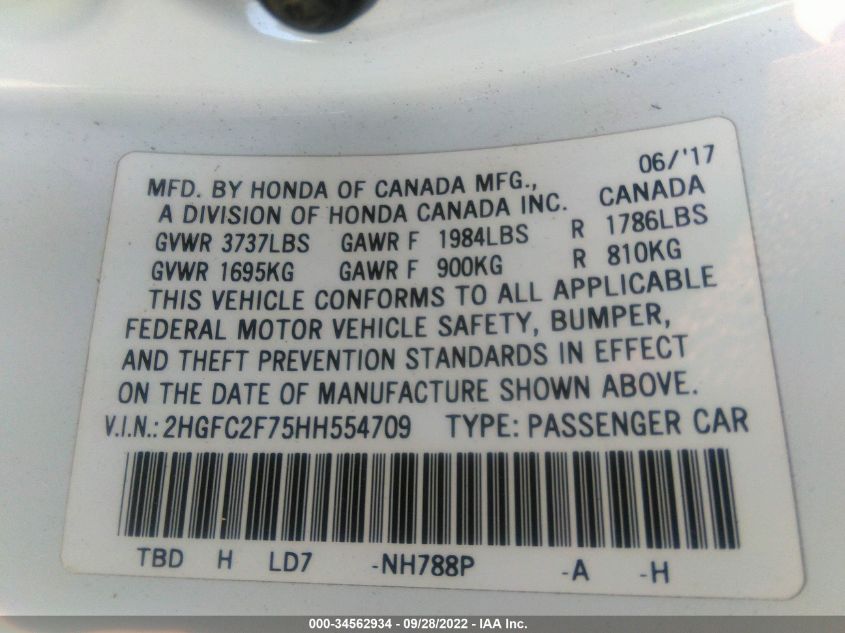 06/'17
MFD. BY HONDA OF CANADA MFG., CANADA
A DIVISION OF HONDA CANADA INC.
GVWR 3737LBS GAWR F 1984LBS R 1786LBS
GVWR 1695KG GAWR F 900KG R 810KG
THIS VEHICLE CONFORMS TO ALL APPLICABLE
FEDERAL MOTOR VEHICLE SAFETY, BUMPER,
AND THEFT PREVENTION STANDARDS IN EFFECT
ON THE DATE OF MANUFACTURE SHOWN ABOVE.
V.I.N.: 2HGFC2F75HH554709 TYPE: PASSENGER CAR
TBD H LD7 -NH788P -A -H
000-34562934 - 09/28/2022 - IAA Inc.